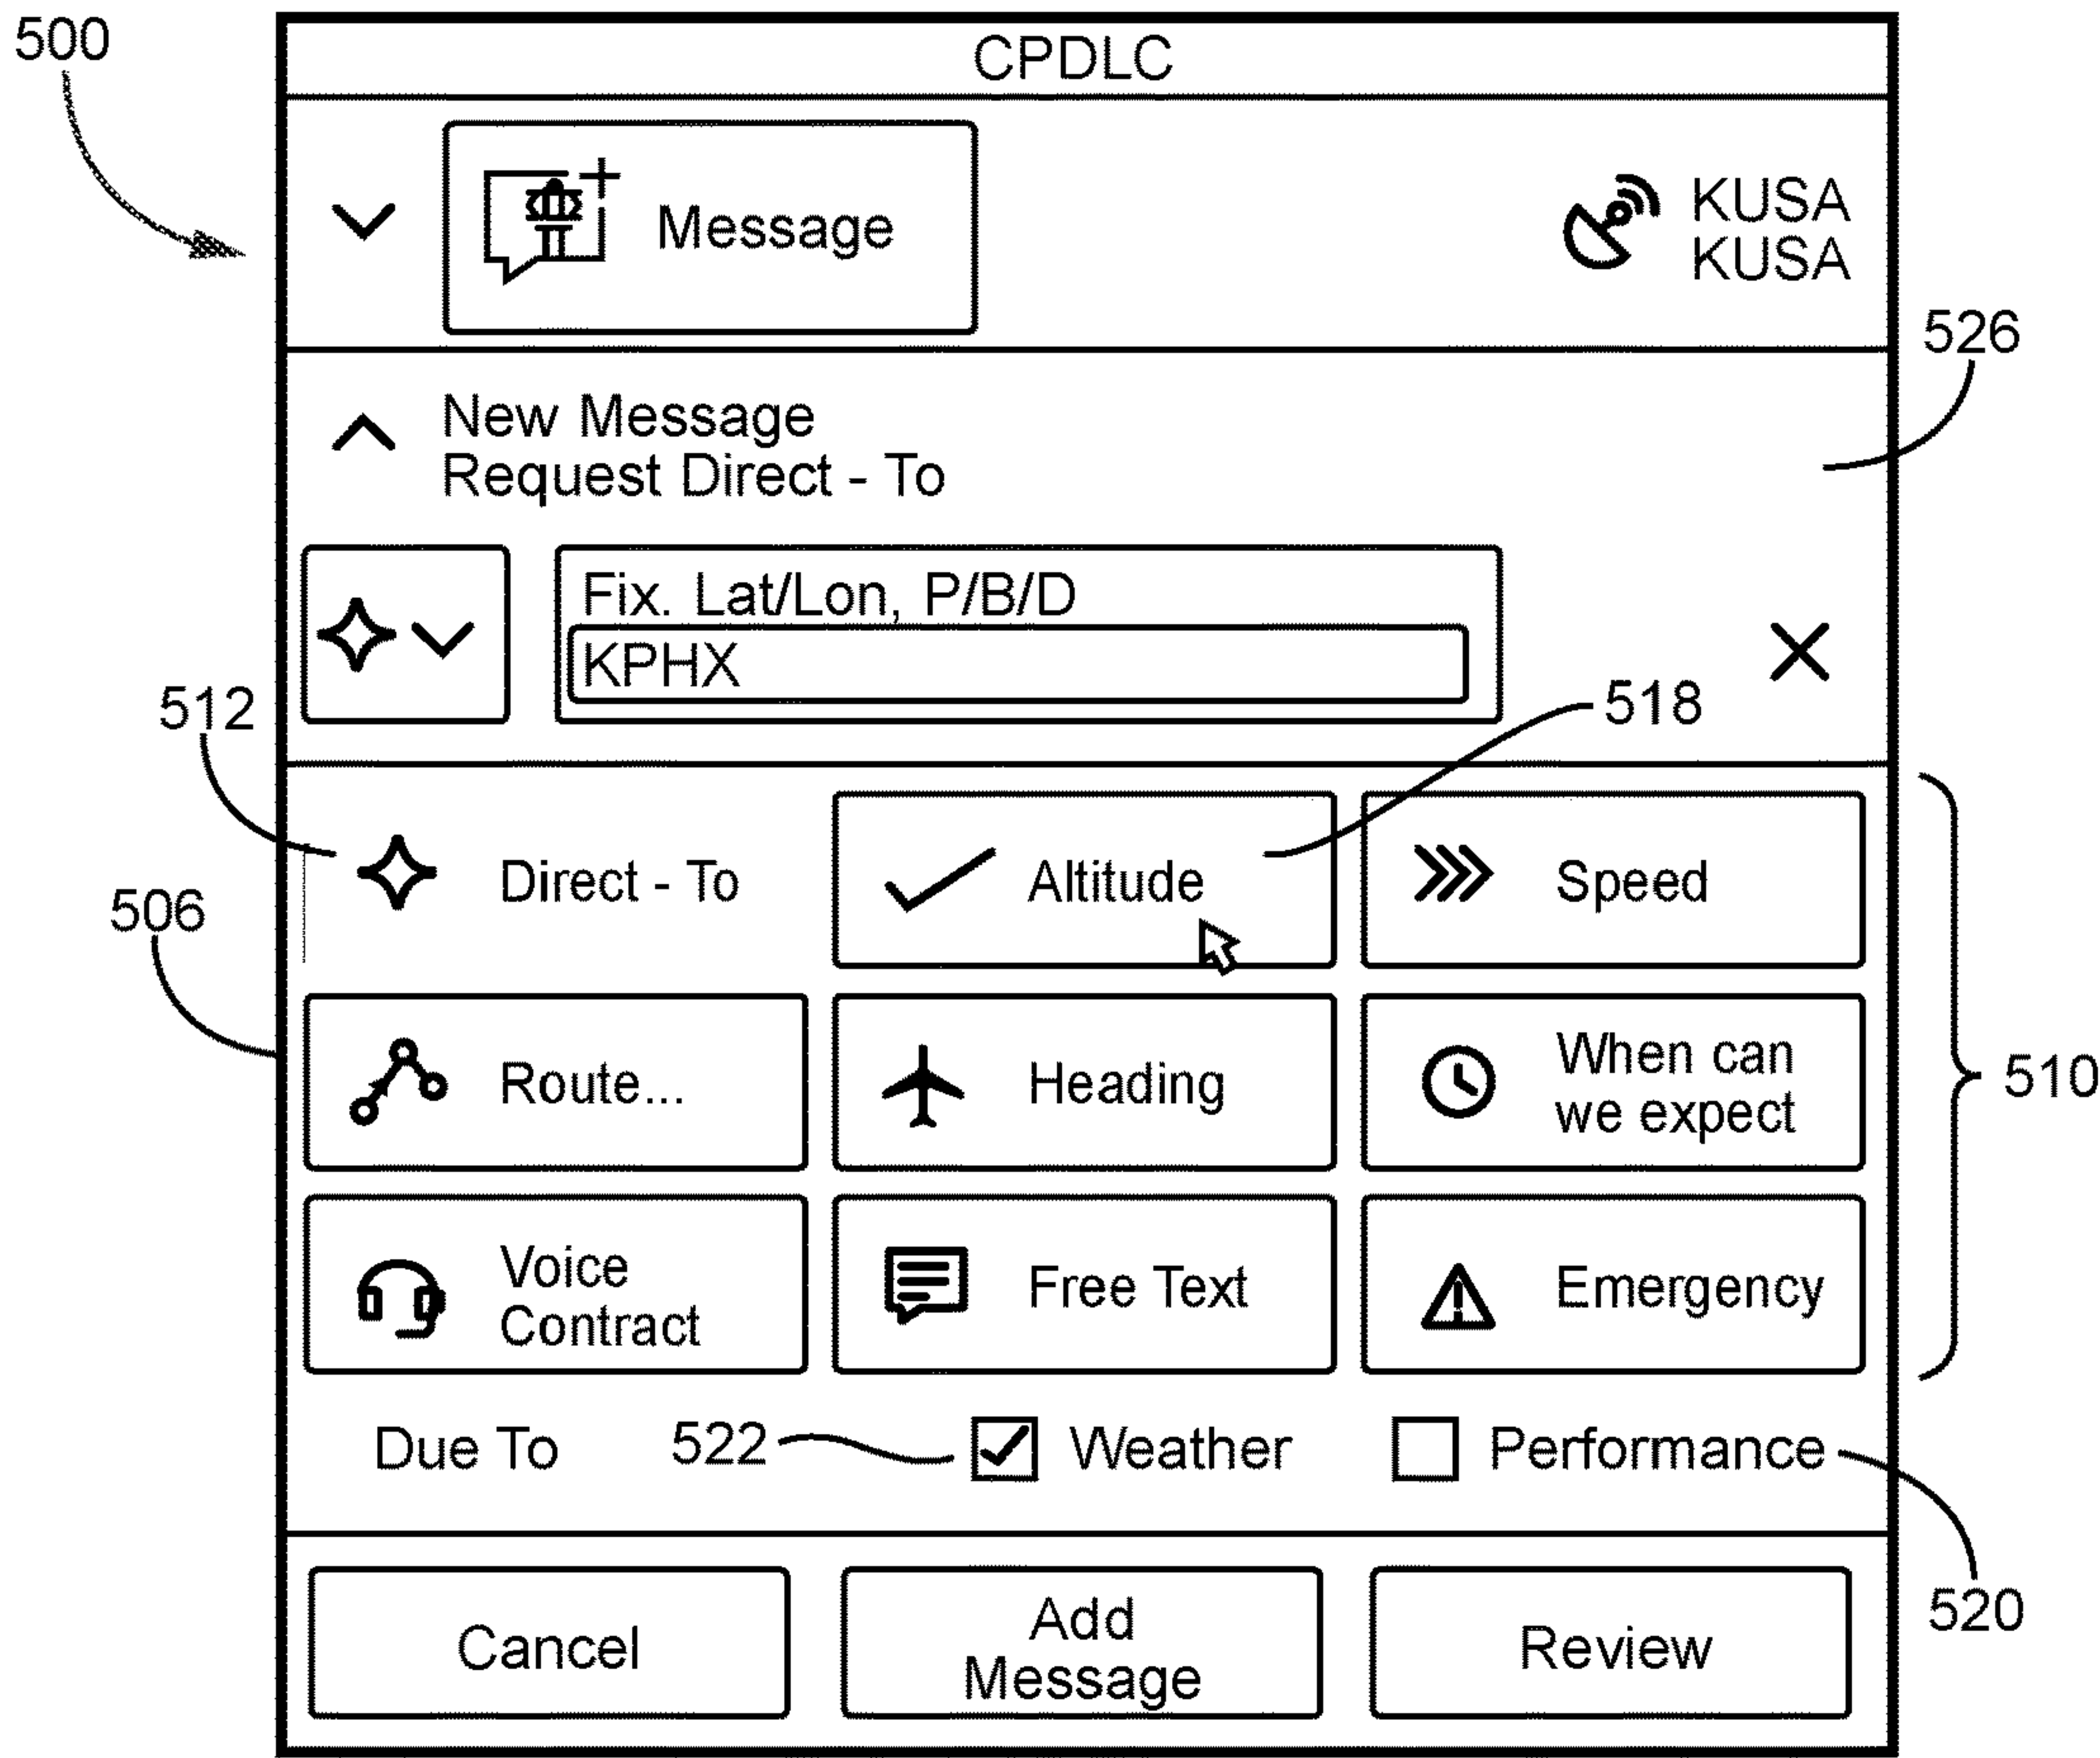 500
CPDLC
Message
KUSA
KUSA
526
New Message
Request Direct - To
Fix. Lat/Lon, P/B/D
KPHX
512
518
Direct - To
Altitude
Speed
506
Route...
Heading
When can
we expect
510
Voice
Contract
Free Text
Emergency
Due To
522
Weather
Performance
520
Cancel
Add
Message
Review